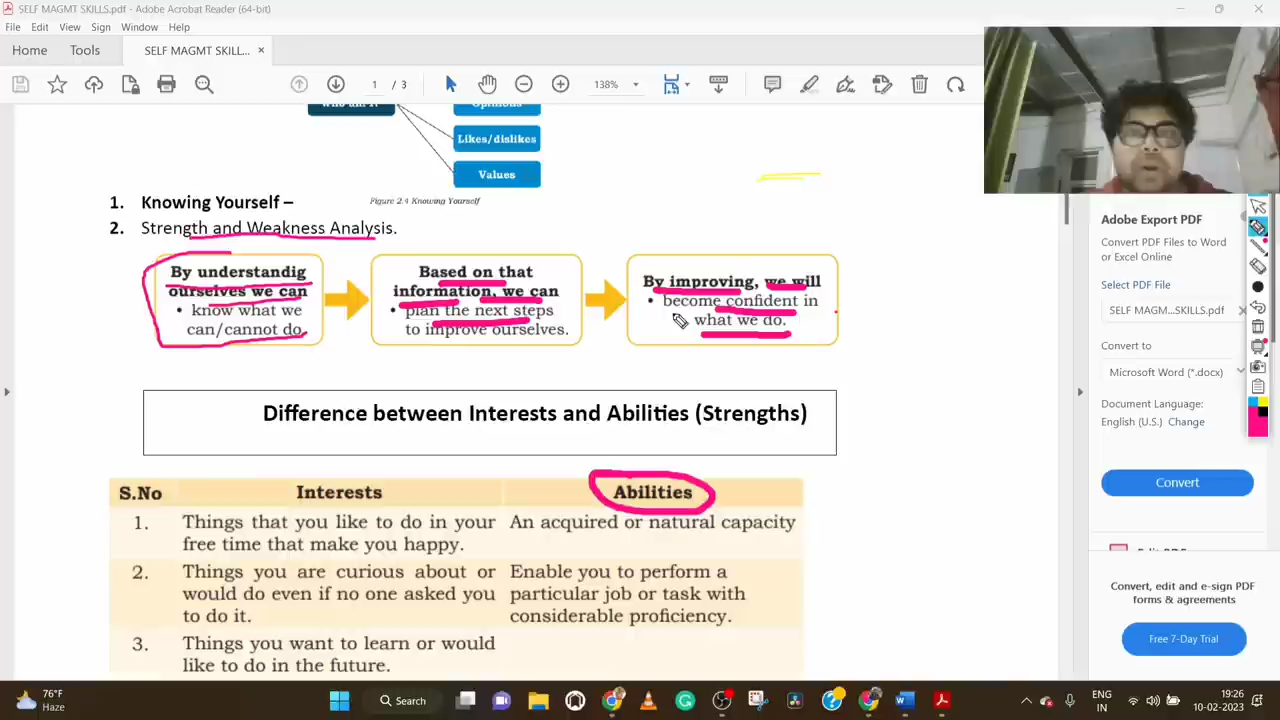 SELF MAGMT SKILLS.pdf - Adobe Acrobat Reader (64-bit)
File Edit View Sign Window Help
Home Tools SELF MAGMT SKILL... ×
1 / 3 138%
Who am I?
Opinions
Likes/dislikes
Values
1. Knowing Yourself –
Figure 2.4 Knowing Yourself
2. Strength and Weakness Analysis.
By understandig
ourselves we can
• know what we
can/cannot do.
Based on that
information, we can
• plan the next steps
to improve ourselves.
By improving, we will
• become confident in
what we do.
Difference between Interests and Abilities (Strengths)
S.No Interests Abilities
1. Things that you like to do in your
free time that make you happy.
An acquired or natural capacity
2. Things you are curious about or
would do even if no one asked you
to do it.
Enable you to perform a
particular job or task with
considerable proficiency.
3. Things you want to learn or would
like to do in the future.
Adobe Export PDF
Convert PDF Files to Word
or Excel Online
Select PDF File
SELF MAGM...SKILLS.pdf
Convert to
Microsoft Word (*.docx)
Document Language:
English (U.S.) Change
Convert
Edit PDF
Convert, edit and e-sign PDF
forms & agreements
Free 7-Day Trial
76°F
Haze
Search
ENG
IN
19:26
10-02-2023